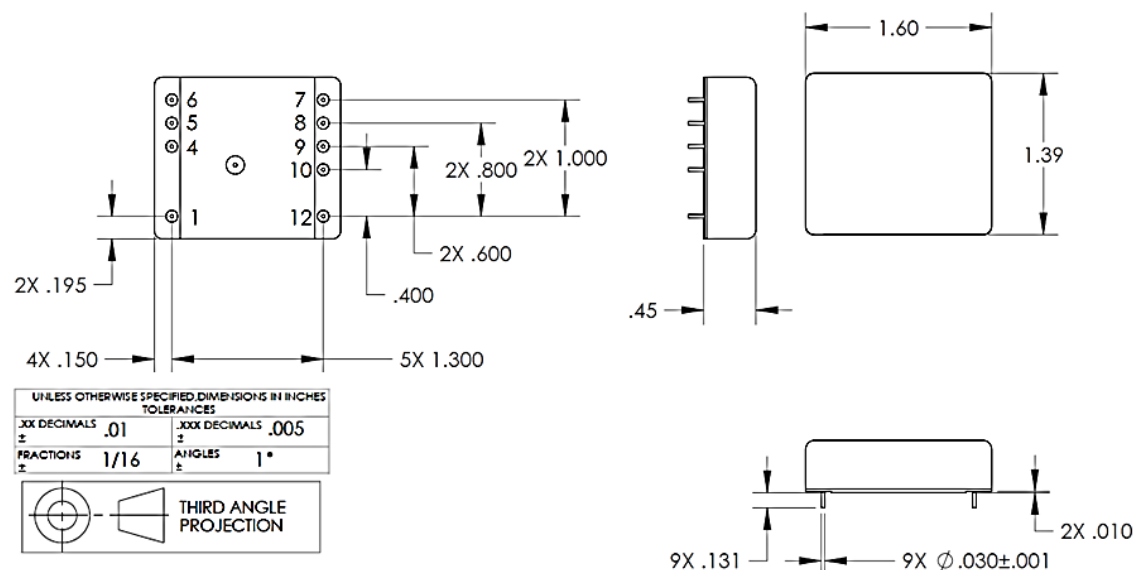 1.60
6
7
5
8
4
9
10
2X 1.000
2X .800
1.39
1
12
2X .600
2X .195
.400
.45
4X .150
5X 1.300
UNLESS OTHERWISE SPECIFIED,DIMENSIONS IN INCHES
TOLERANCES
.XX DECIMALS ± .01
.XXX DECIMALS ± .005
FRACTIONS ± 1/16
ANGLES ± 1°
THIRD ANGLE
PROJECTION
2X .010
9X .131
9X ∅ .030±.001